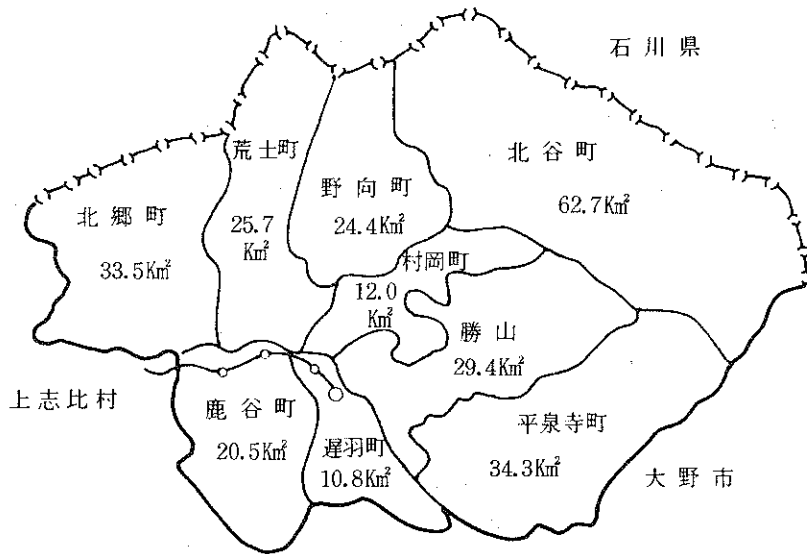 石川県
北谷町
62.7Km²
荒土町
25.7
Km²
野向町
24.4Km²
北郷町
33.5Km²
村岡町
12.0
Km²
勝山
29.4Km²
上志比村
鹿谷町
20.5Km²
遅羽町
10.8Km²
平泉寺町
34.3Km²
大野市